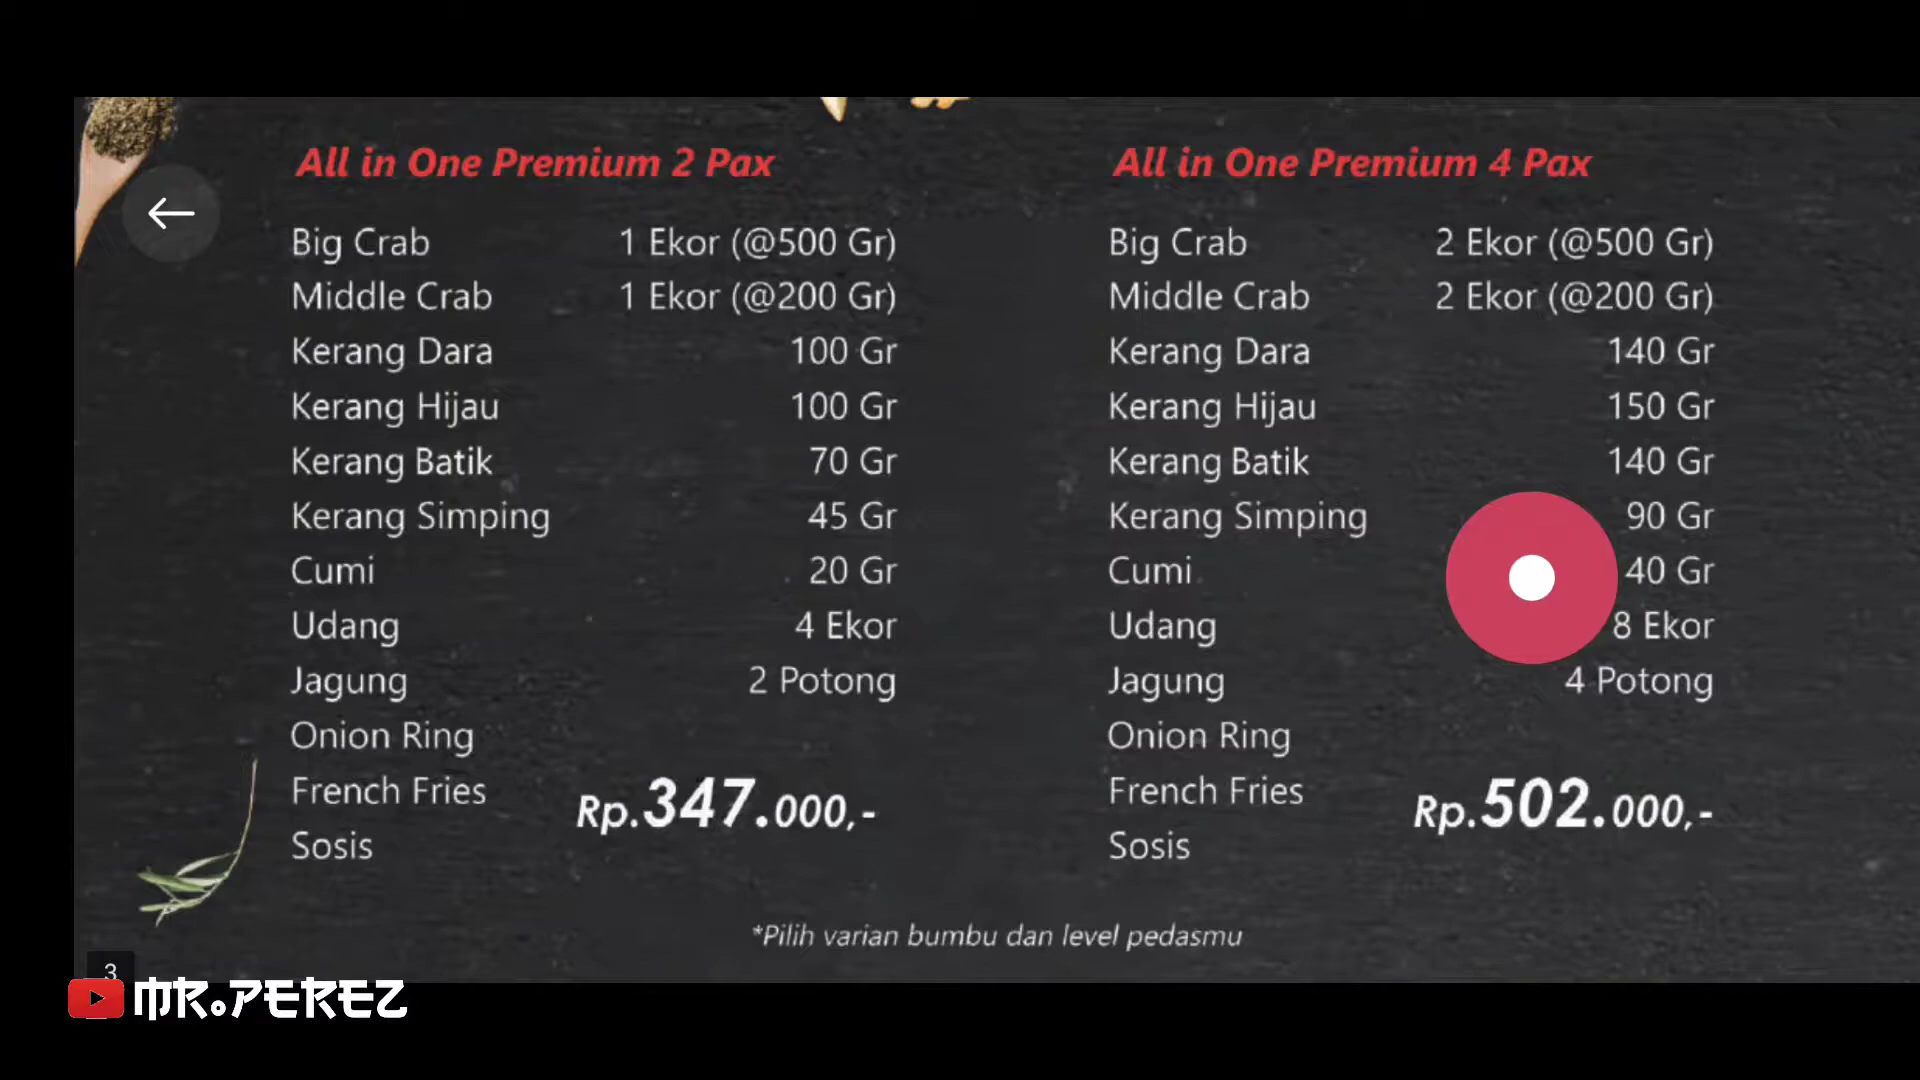 All in One Premium 2 Pax
Big Crab 1 Ekor (@500 Gr)
Middle Crab 1 Ekor (@200 Gr)
Kerang Dara 100 Gr
Kerang Hijau 100 Gr
Kerang Batik 70 Gr
Kerang Simping 45 Gr
Cumi 20 Gr
Udang 4 Ekor
Jagung 2 Potong
Onion Ring
French Fries
Sosis
Rp.347.000,-
All in One Premium 4 Pax
Big Crab 2 Ekor (@500 Gr)
Middle Crab 2 Ekor (@200 Gr)
Kerang Dara 140 Gr
Kerang Hijau 150 Gr
Kerang Batik 140 Gr
Kerang Simping 90 Gr
Cumi 40 Gr
Udang 8 Ekor
Jagung 4 Potong
Onion Ring
French Fries
Sosis
Rp.502.000,-
*Pilih varian bumbu dan level pedasmu
3
MR.PEREZ